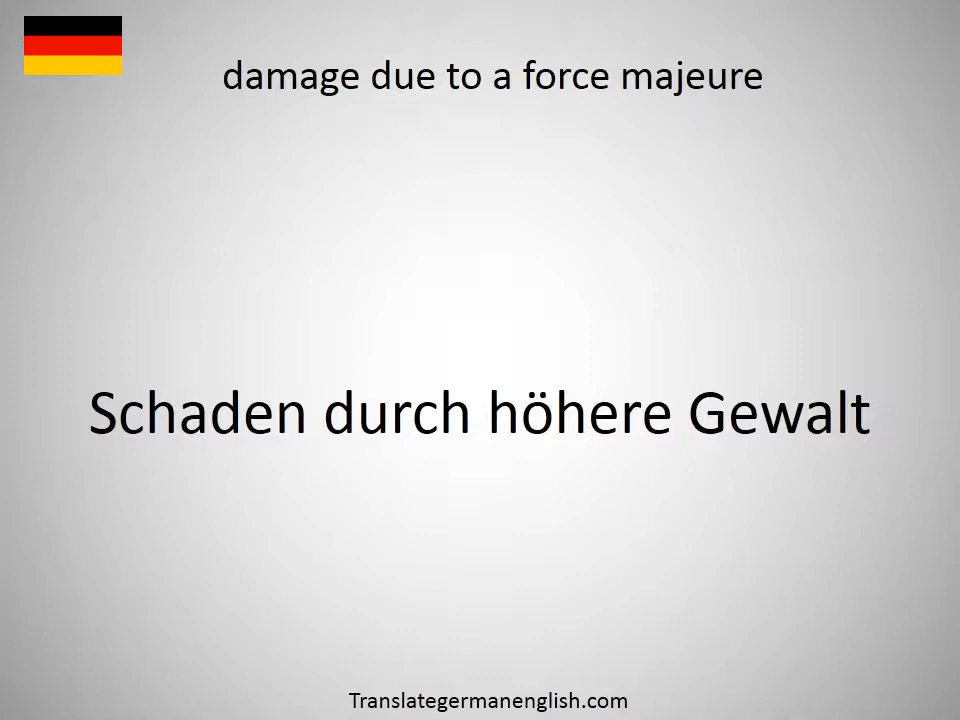 damage due to a force majeure
Schaden durch höhere Gewalt
Translategermanenglish.com